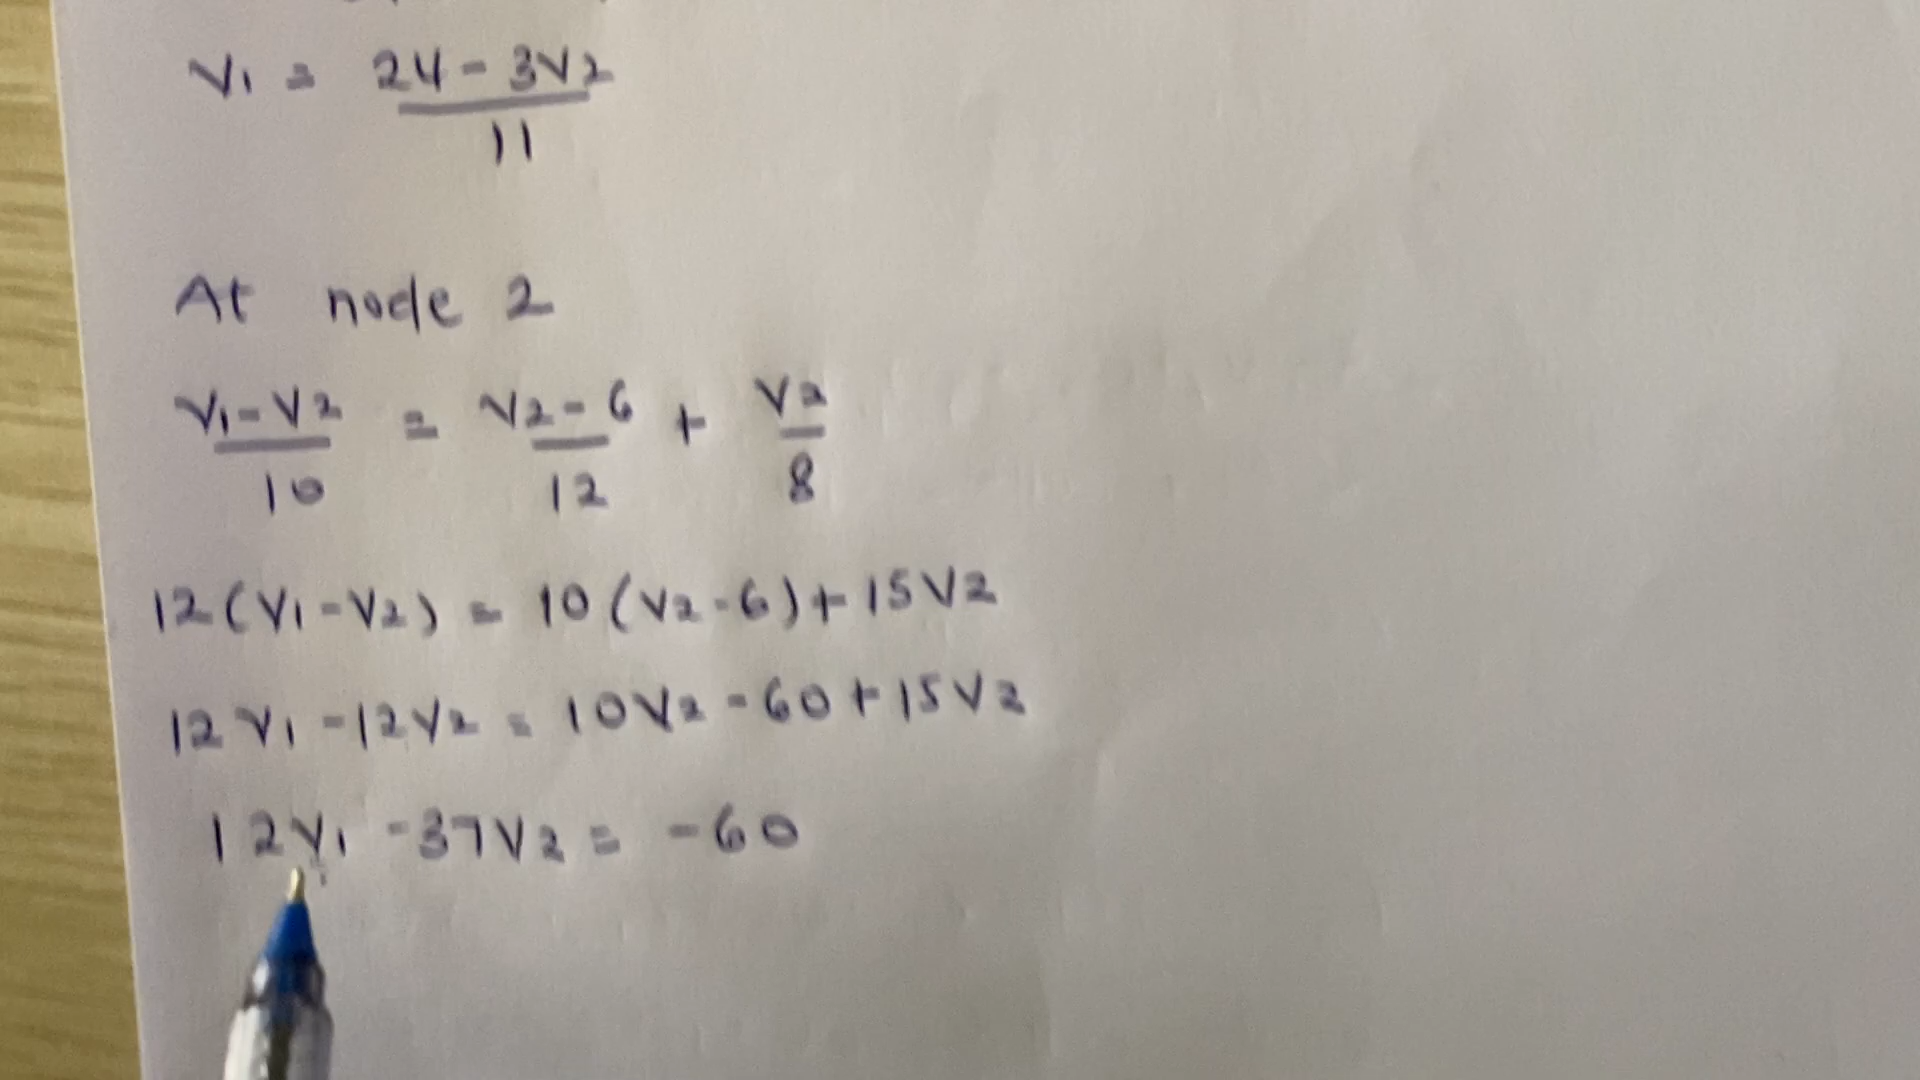 V1 = 24 - 3V2 / 11
At node 2
V1 - V2 / 10 = V2 - 6 / 12 + V2 / 8
12(V1 - V2) = 10(V2 - 6) + 15V2
12V1 - 12V2 = 10V2 - 60 + 15V2
12V1 - 37V2 = -60